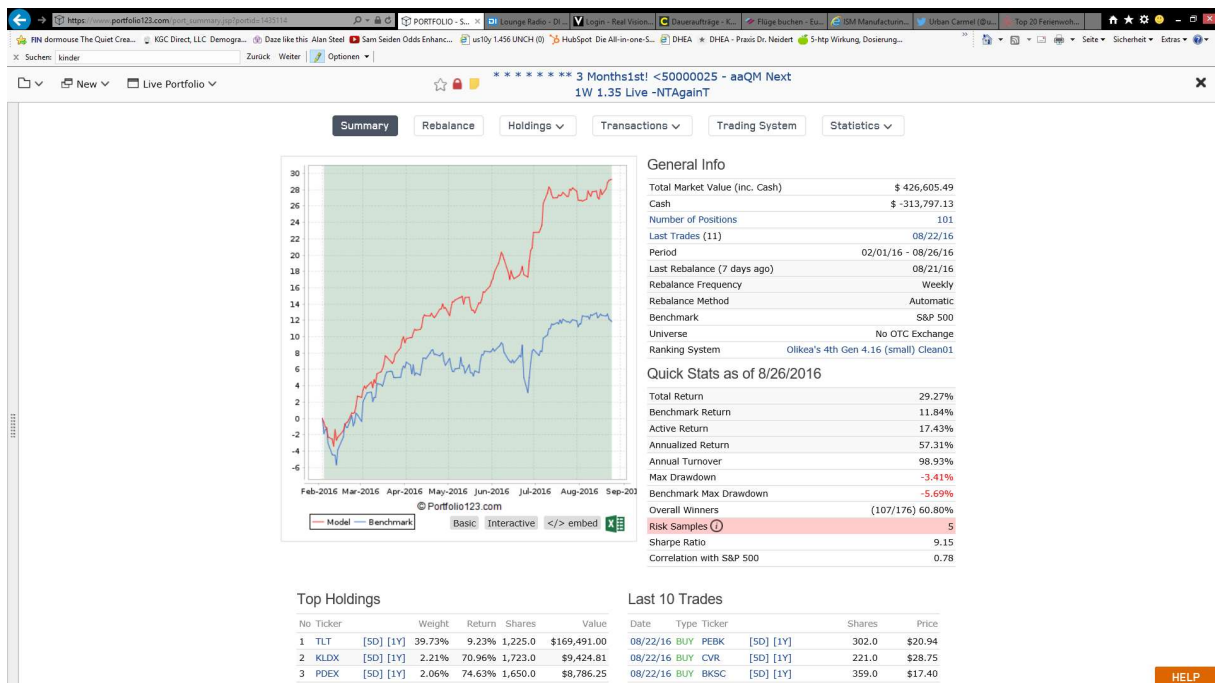 https://www.portfolio123.com/port_summary.jsp?portid=1435114
PORTFOLIO - S... ×
Lounge Radio - DI ...
Login - Real Vision...
Daueraufträge - K...
Flüge buchen - Eu...
ISM Manufacturin...
Urban Carmel (@u...
Top 20 Ferienwoh...
FIN dormouse The Quiet Crea...
KGC Direct, LLC Demogra...
Daze like this Alan Steel
Sam Seiden Odds Enhanc...
us10y 1.456 UNCH (0)
HubSpot Die All-in-one-S...
DHEA
DHEA - Praxis Dr. Neidert
5-htp Wirkung, Dosierung...
Seite
Sicherheit
Extras
× Suchen: kinder
Zurück Weiter Optionen
New
Live Portfolio
* * * * * * * ** 3 Months1st! <50000025 - aaQM Next
1W 1.35 Live -NTAgainT
Summary Rebalance Holdings Transactions Trading System Statistics
30
28
26
24
22
20
18
16
14
12
10
8
6
4
2
0
-2
-4
-6
Feb-2016 Mar-2016 Apr-2016 May-2016 Jun-2016 Jul-2016 Aug-2016 Sep-201
© Portfolio123.com
Model Benchmark
Basic Interactive </> embed
General Info
Total Market Value (inc. Cash) $ 426,605.49
Cash $ -313,797.13
Number of Positions 101
Last Trades (11) 08/22/16
Period 02/01/16 - 08/26/16
Last Rebalance (7 days ago) 08/21/16
Rebalance Frequency Weekly
Rebalance Method Automatic
Benchmark S&P 500
Universe No OTC Exchange
Ranking System Olikea's 4th Gen 4.16 (small) Clean01
Quick Stats as of 8/26/2016
Total Return 29.27%
Benchmark Return 11.84%
Active Return 17.43%
Annualized Return 57.31%
Annual Turnover 98.93%
Max Drawdown -3.41%
Benchmark Max Drawdown -5.69%
Overall Winners (107/176) 60.80%
Risk Samples 5
Sharpe Ratio 9.15
Correlation with S&P 500 0.78
Top Holdings
No Ticker Weight Return Shares Value
1 TLT [5D] [1Y] 39.73% 9.23% 1,225.0 $169,491.00
2 KLDX [5D] [1Y] 2.21% 70.96% 1,723.0 $9,424.81
3 PDEX [5D] [1Y] 2.06% 74.63% 1,650.0 $8,786.25
Last 10 Trades
Date Type Ticker Shares Price
08/22/16 BUY PEBK [5D] [1Y] 302.0 $20.94
08/22/16 BUY CVR [5D] [1Y] 221.0 $28.75
08/22/16 BUY BKSC [5D] [1Y] 359.0 $17.40
HELP